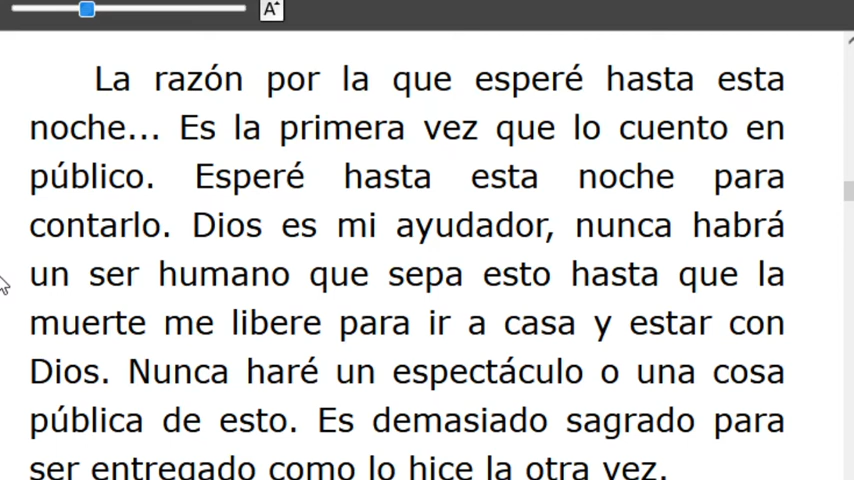 A
La razón por la que esperé hasta esta
noche... Es la primera vez que lo cuento en
público. Esperé hasta esta noche para
contarlo. Dios es mi ayudador, nunca habrá
un ser humano que sepa esto hasta que la
muerte me libere para ir a casa y estar con
Dios. Nunca haré un espectáculo o una cosa
pública de esto. Es demasiado sagrado para
ser entregado como lo hice la otra vez.